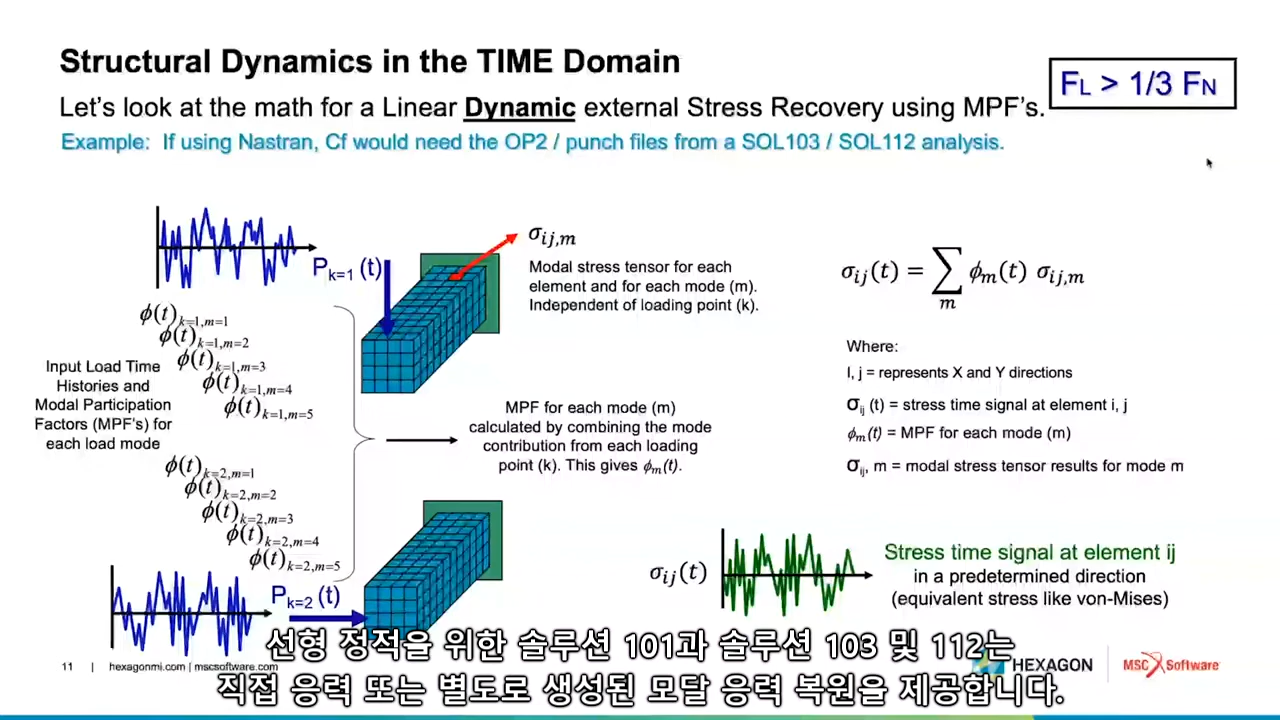 Structural Dynamics in the TIME Domain
Let's look at the math for a Linear Dynamic external Stress Recovery using MPF's.
Example: If using Nastran, Cf would need the OP2 / punch files from a SOL103 / SOL112 analysis.
FL > 1/3 FN
Pk=1 (t)
σij,m
Modal stress tensor for each
element and for each mode (m).
Independent of loading point (k).
ϕ(t)k=1,m=1
ϕ(t)k=1,m=2
ϕ(t)k=1,m=3
ϕ(t)k=1,m=4
ϕ(t)k=1,m=5
Input Load Time
Histories and
Modal Participation
Factors (MPF's) for
each load mode
ϕ(t)k=2,m=1
ϕ(t)k=2,m=2
ϕ(t)k=2,m=3
ϕ(t)k=2,m=4
ϕ(t)k=2,m=5
Pk=2 (t)
MPF for each mode (m)
calculated by combining the mode
contribution from each loading
point (k). This gives ϕm(t).
σij(t) = ∑m ϕm(t) σij,m
Where:
I, j = represents X and Y directions
σij (t) = stress time signal at element i, j
ϕm(t) = MPF for each mode (m)
σij, m = modal stress tensor results for mode m
σij(t)
Stress time signal at element ij
in a predetermined direction
(equivalent stress like von-Mises)
11 | hexagonmi.com | mscsoftware.com
HEXAGON
MSC Software
선형 정적을 위한 솔루션 101과 솔루션 103 및 112는
직접 응력 또는 별도로 생성된 모달 응력 복원을 제공합니다.